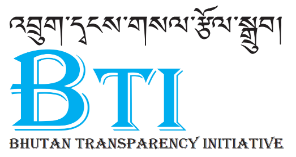 འབྲུག་དྭངས་གསལ་རྩོལ་སྒྲུབ།
BTI
BHUTAN TRANSPARENCY INITIATIVE